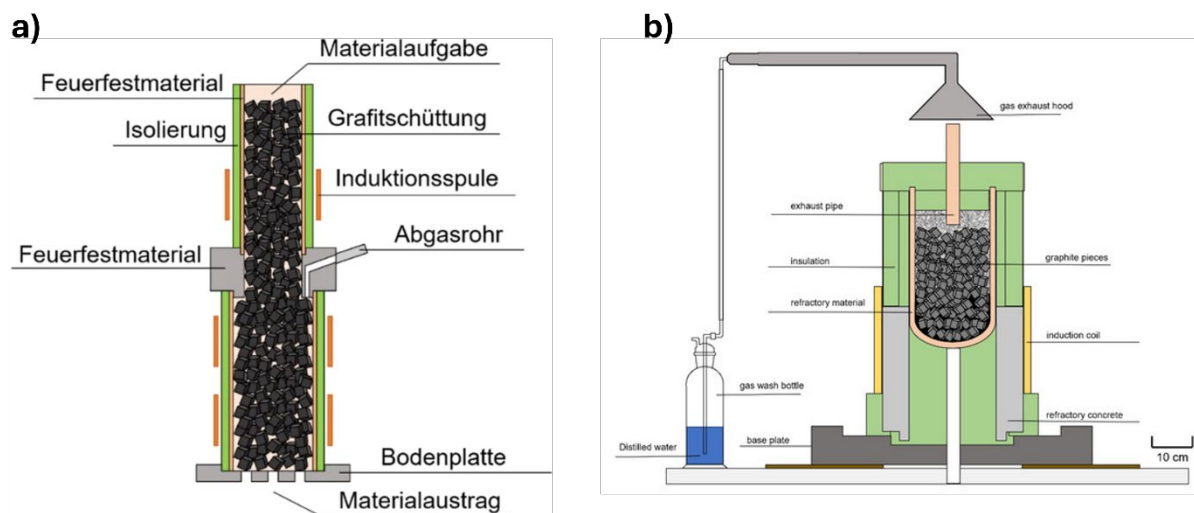 a)
Materialaufgabe
Feuerfestmaterial
Isolierung
Grafitschüttung
Induktionsspule
Abgasrohr
Feuerfestmaterial
Bodenplatte
Materialaustrag
b)
gas exhaust hood
exhaust pipe
insulation
graphite pieces
refractory material
induction coil
gas wash bottle
refractory concrete
Distilled water
base plate
10 cm